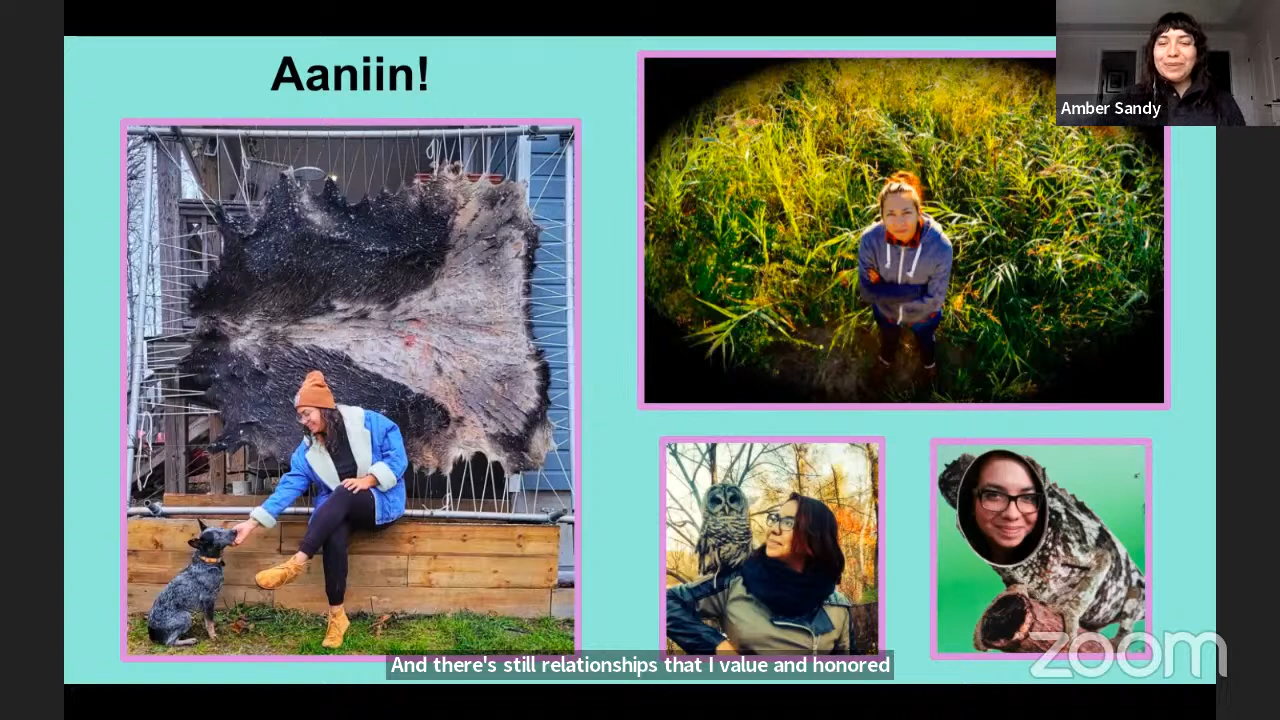 Aaniin!
Amber Sandy
And there's still relationships that I value and honored
zoom